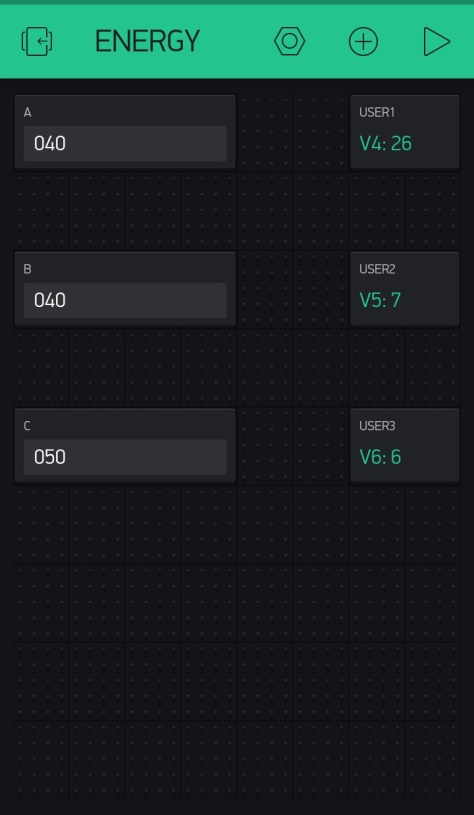 ENERGY
A
040
USER1
V4: 26
B
040
USER2
V5: 7
C
050
USER3
V6: 6